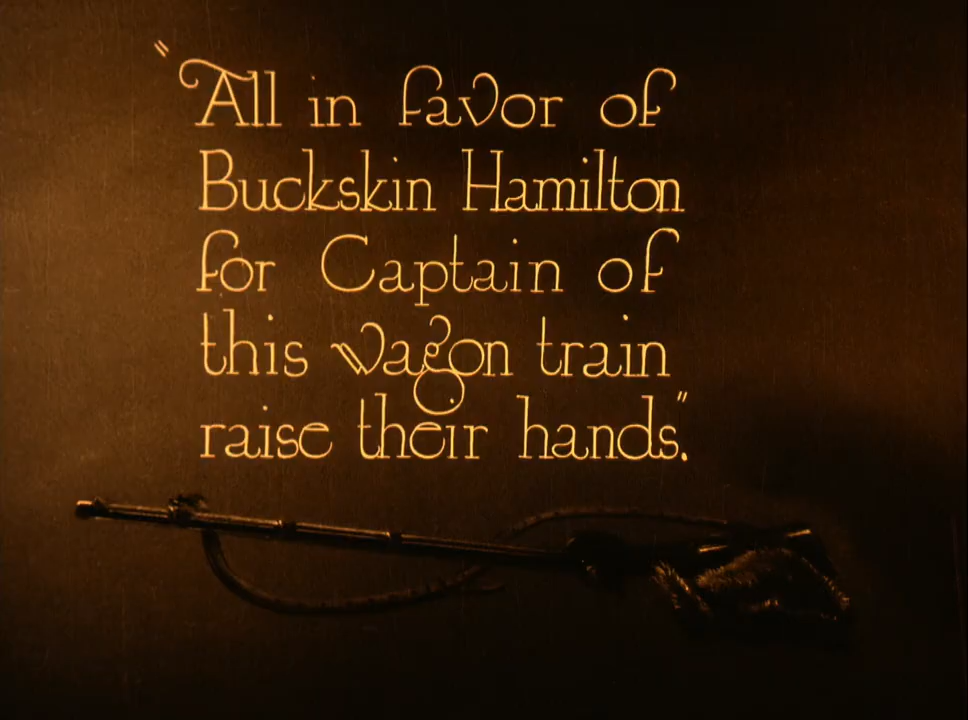 "All in favor of
Buckskin Hamilton
for Captain of
this wagon train
raise their hands."